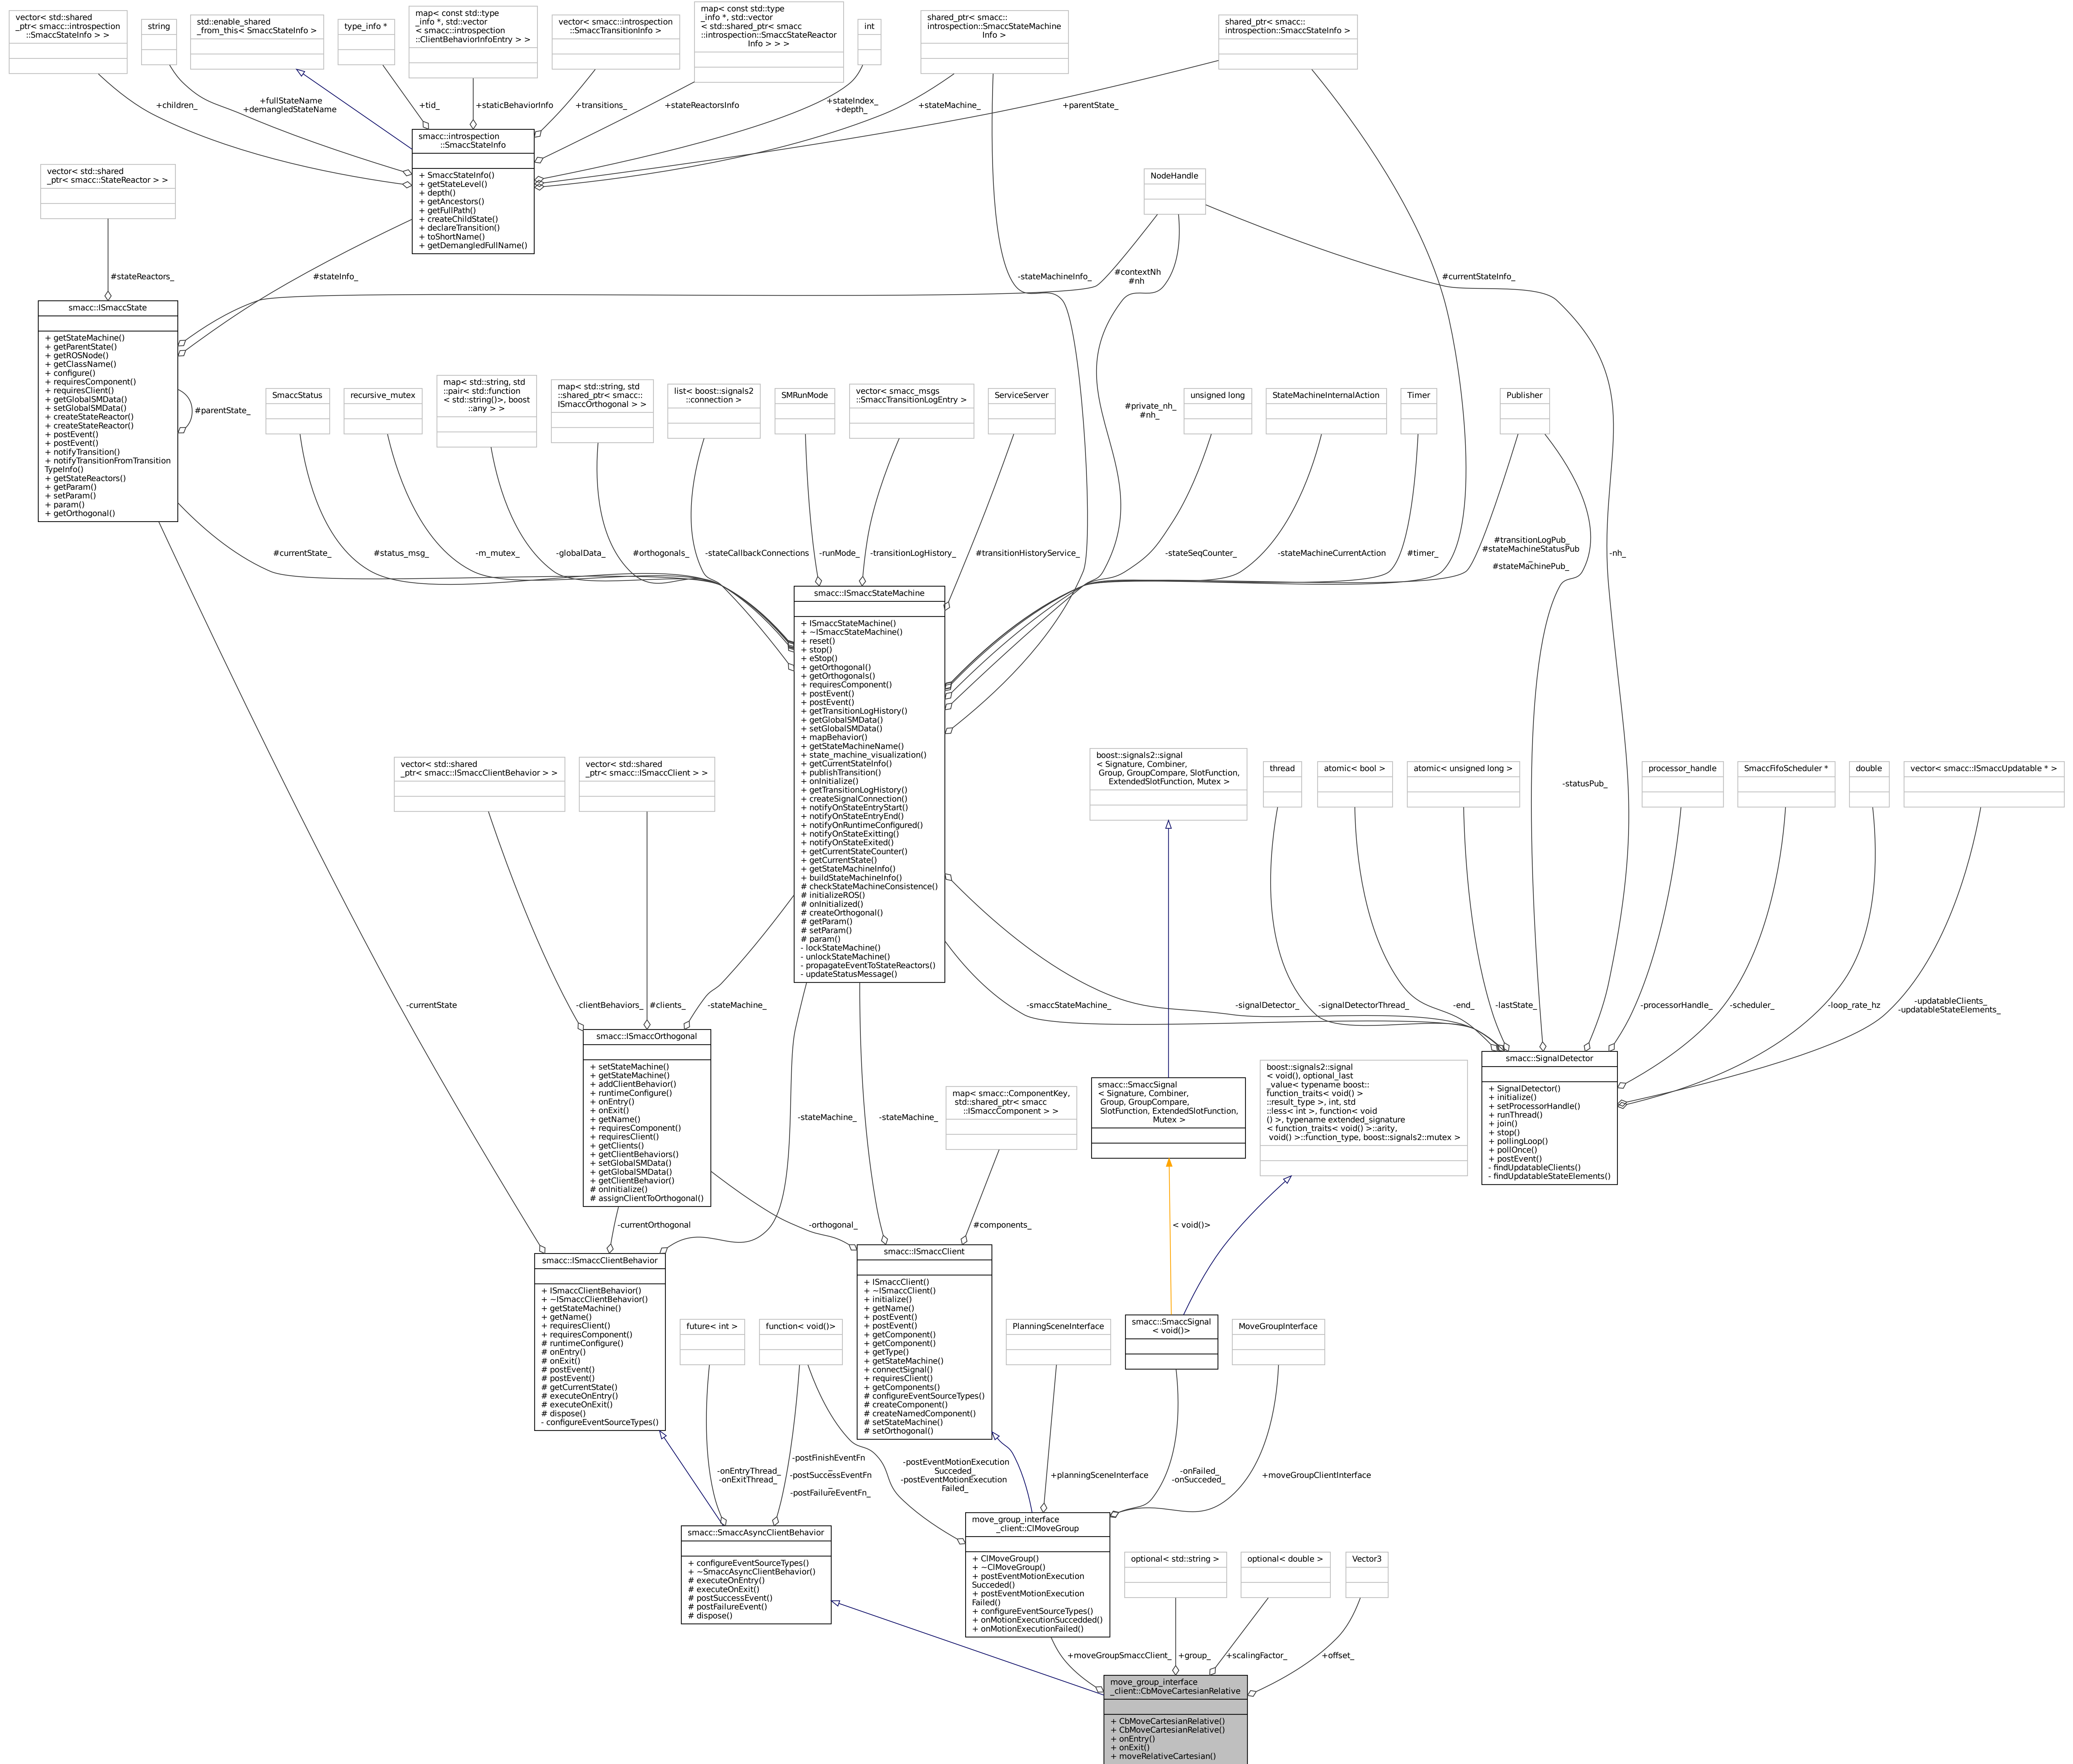 vector< std::shared
_ptr< smacc::introspection
::SmaccStateInfo > >
string
std::enable_shared
_from_this< SmaccStateInfo >
type_info *
map< const std::type
_info *, std::vector
< smacc::introspection
::ClientBehaviorInfoEntry > >
vector< smacc::introspection
::SmaccTransitionInfo >
map< const std::type
_info *, std::vector
< std::shared_ptr< smacc
::introspection::SmaccStateReactor
Info > > >
int
shared_ptr< smacc::
introspection::SmaccStateMachine
Info >
shared_ptr< smacc::
introspection::SmaccStateInfo >
+children_
+fullStateName
+demangledStateName
+tid_
+staticBehaviorInfo
+transitions_
+stateReactorsInfo
+stateIndex_
+depth_
+stateMachine_
+parentState_
smacc::introspection
::SmaccStateInfo
+ SmaccStateInfo()
+ getStateLevel()
+ depth()
+ getAncestors()
+ getFullPath()
+ createChildState()
+ declareTransition()
+ toShortName()
+ getDemangledFullName()
vector< std::shared
_ptr< smacc::StateReactor > >
NodeHandle
#stateReactors_
#stateInfo_
-stateMachineInfo_
#contextNh
#nh
#currentStateInfo_
smacc::ISmaccState
+ getStateMachine()
+ getParentState()
+ getROSNode()
+ getClassName()
+ configure()
+ requiresComponent()
+ requiresClient()
+ getGlobalSMData()
+ setGlobalSMData()
+ createStateReactor()
+ createStateReactor()
+ postEvent()
+ postEvent()
+ notifyTransition()
+ notifyTransitionFromTransition
TypeInfo()
+ getStateReactors()
+ getParam()
+ setParam()
+ param()
+ getOrthogonal()
#parentState_
SmaccStatus
recursive_mutex
map< std::string, std
::pair< std::function
< std::string()>, boost
::any > >
map< std::string, std
::shared_ptr< smacc::
ISmaccOrthogonal > >
list< boost::signals2
::connection >
SMRunMode
vector< smacc_msgs
::SmaccTransitionLogEntry >
ServiceServer
#private_nh_
#nh_
unsigned long
StateMachineInternalAction
Timer
Publisher
#currentState_
#status_msg_
-m_mutex_
-globalData_
#orthogonals_
-stateCallbackConnections
-runMode_
-transitionLogHistory_
#transitionHistoryService_
-stateSeqCounter_
-stateMachineCurrentAction
#timer_
#transitionLogPub_
#stateMachineStatusPub
_
#stateMachinePub_
-nh_
smacc::ISmaccStateMachine
+ ISmaccStateMachine()
+ ~ISmaccStateMachine()
+ reset()
+ stop()
+ eStop()
+ getOrthogonal()
+ getOrthogonals()
+ requiresComponent()
+ postEvent()
+ postEvent()
+ getTransitionLogHistory()
+ getGlobalSMData()
+ setGlobalSMData()
+ mapBehavior()
+ getStateMachineName()
+ state_machine_visualization()
+ getCurrentStateInfo()
+ publishTransition()
+ onInitialize()
+ getTransitionLogHistory()
+ createSignalConnection()
+ notifyOnStateEntryStart()
+ notifyOnStateEntryEnd()
+ notifyOnRuntimeConfigured()
+ notifyOnStateExitting()
+ notifyOnStateExited()
+ getCurrentStateCounter()
+ getCurrentState()
+ getStateMachineInfo()
+ buildStateMachineInfo()
# checkStateMachineConsistence()
# initializeROS()
# onInitialized()
# createOrthogonal()
# getParam()
# setParam()
# param()
- lockStateMachine()
- unlockStateMachine()
- propagateEventToStateReactors()
- updateStatusMessage()
vector< std::shared
_ptr< smacc::ISmaccClientBehavior > >
vector< std::shared
_ptr< smacc::ISmaccClient > >
boost::signals2::signal
< Signature, Combiner,
Group, GroupCompare, SlotFunction,
ExtendedSlotFunction, Mutex >
thread
atomic< bool >
atomic< unsigned long >
-statusPub_
processor_handle
SmaccFifoScheduler *
double
vector< smacc::ISmaccUpdatable * >
-currentState
-clientBehaviors_
#clients_
-stateMachine_
-smaccStateMachine_
-signalDetector_
-signalDetectorThread_
-end_
-lastState_
-processorHandle_
-scheduler_
-loop_rate_hz
-updatableClients_
-updatableStateElements_
smacc::ISmaccOrthogonal
+ setStateMachine()
+ getStateMachine()
+ addClientBehavior()
+ runtimeConfigure()
+ onEntry()
+ onExit()
+ getName()
+ requiresComponent()
+ requiresClient()
+ getClients()
+ getClientBehaviors()
+ setGlobalSMData()
+ getGlobalSMData()
+ getClientBehavior()
# onInitialize()
# assignClientToOrthogonal()
-stateMachine_
-stateMachine_
map< smacc::ComponentKey,
std::shared_ptr< smacc
::ISmaccComponent > >
smacc::SmaccSignal
< Signature, Combiner,
Group, GroupCompare,
SlotFunction, ExtendedSlotFunction,
Mutex >
boost::signals2::signal
< void(), optional_last
_value< typename boost::
function_traits< void() >
::result_type >, int, std
::less< int >, function< void
() >, typename extended_signature
< function_traits< void() >::arity,
void() >::function_type, boost::signals2::mutex >
smacc::SignalDetector
+ SignalDetector()
+ initialize()
+ setProcessorHandle()
+ runThread()
+ join()
+ stop()
+ pollingLoop()
+ pollOnce()
+ postEvent()
- findUpdatableClients()
- findUpdatableStateElements()
-currentOrthogonal
-orthogonal_
#components_
< void()>
smacc::ISmaccClientBehavior
+ ISmaccClientBehavior()
+ ~ISmaccClientBehavior()
+ getStateMachine()
+ getName()
+ requiresClient()
+ requiresComponent()
# runtimeConfigure()
# onEntry()
# onExit()
# postEvent()
# postEvent()
# getCurrentState()
# executeOnEntry()
# executeOnExit()
# dispose()
- configureEventSourceTypes()
smacc::ISmaccClient
+ ISmaccClient()
+ ~ISmaccClient()
+ initialize()
+ getName()
+ postEvent()
+ postEvent()
+ getComponent()
+ getComponent()
+ getType()
+ getStateMachine()
+ connectSignal()
+ requiresClient()
+ getComponents()
# configureEventSourceTypes()
# createComponent()
# createNamedComponent()
# setStateMachine()
# setOrthogonal()
future< int >
function< void()>
PlanningSceneInterface
smacc::SmaccSignal
< void()>
MoveGroupInterface
-onEntryThread_
-onExitThread_
-postFinishEventFn
_
-postSuccessEventFn
_
-postFailureEventFn_
-postEventMotionExecution
Succeded_
-postEventMotionExecution
Failed_
+planningSceneInterface
-onFailed_
-onSucceded_
+moveGroupClientInterface
smacc::SmaccAsyncClientBehavior
+ configureEventSourceTypes()
+ ~SmaccAsyncClientBehavior()
# executeOnEntry()
# executeOnExit()
# postSuccessEvent()
# postFailureEvent()
# dispose()
move_group_interface
_client::ClMoveGroup
+ ClMoveGroup()
+ ~ClMoveGroup()
+ postEventMotionExecution
Succeded()
+ postEventMotionExecution
Failed()
+ configureEventSourceTypes()
+ onMotionExecutionSuccedded()
+ onMotionExecutionFailed()
optional< std::string >
optional< double >
Vector3
+moveGroupSmaccClient_
+group_
+scalingFactor_
+offset_
move_group_interface
_client::CbMoveCartesianRelative
+ CbMoveCartesianRelative()
+ CbMoveCartesianRelative()
+ onEntry()
+ onExit()
+ moveRelativeCartesian()